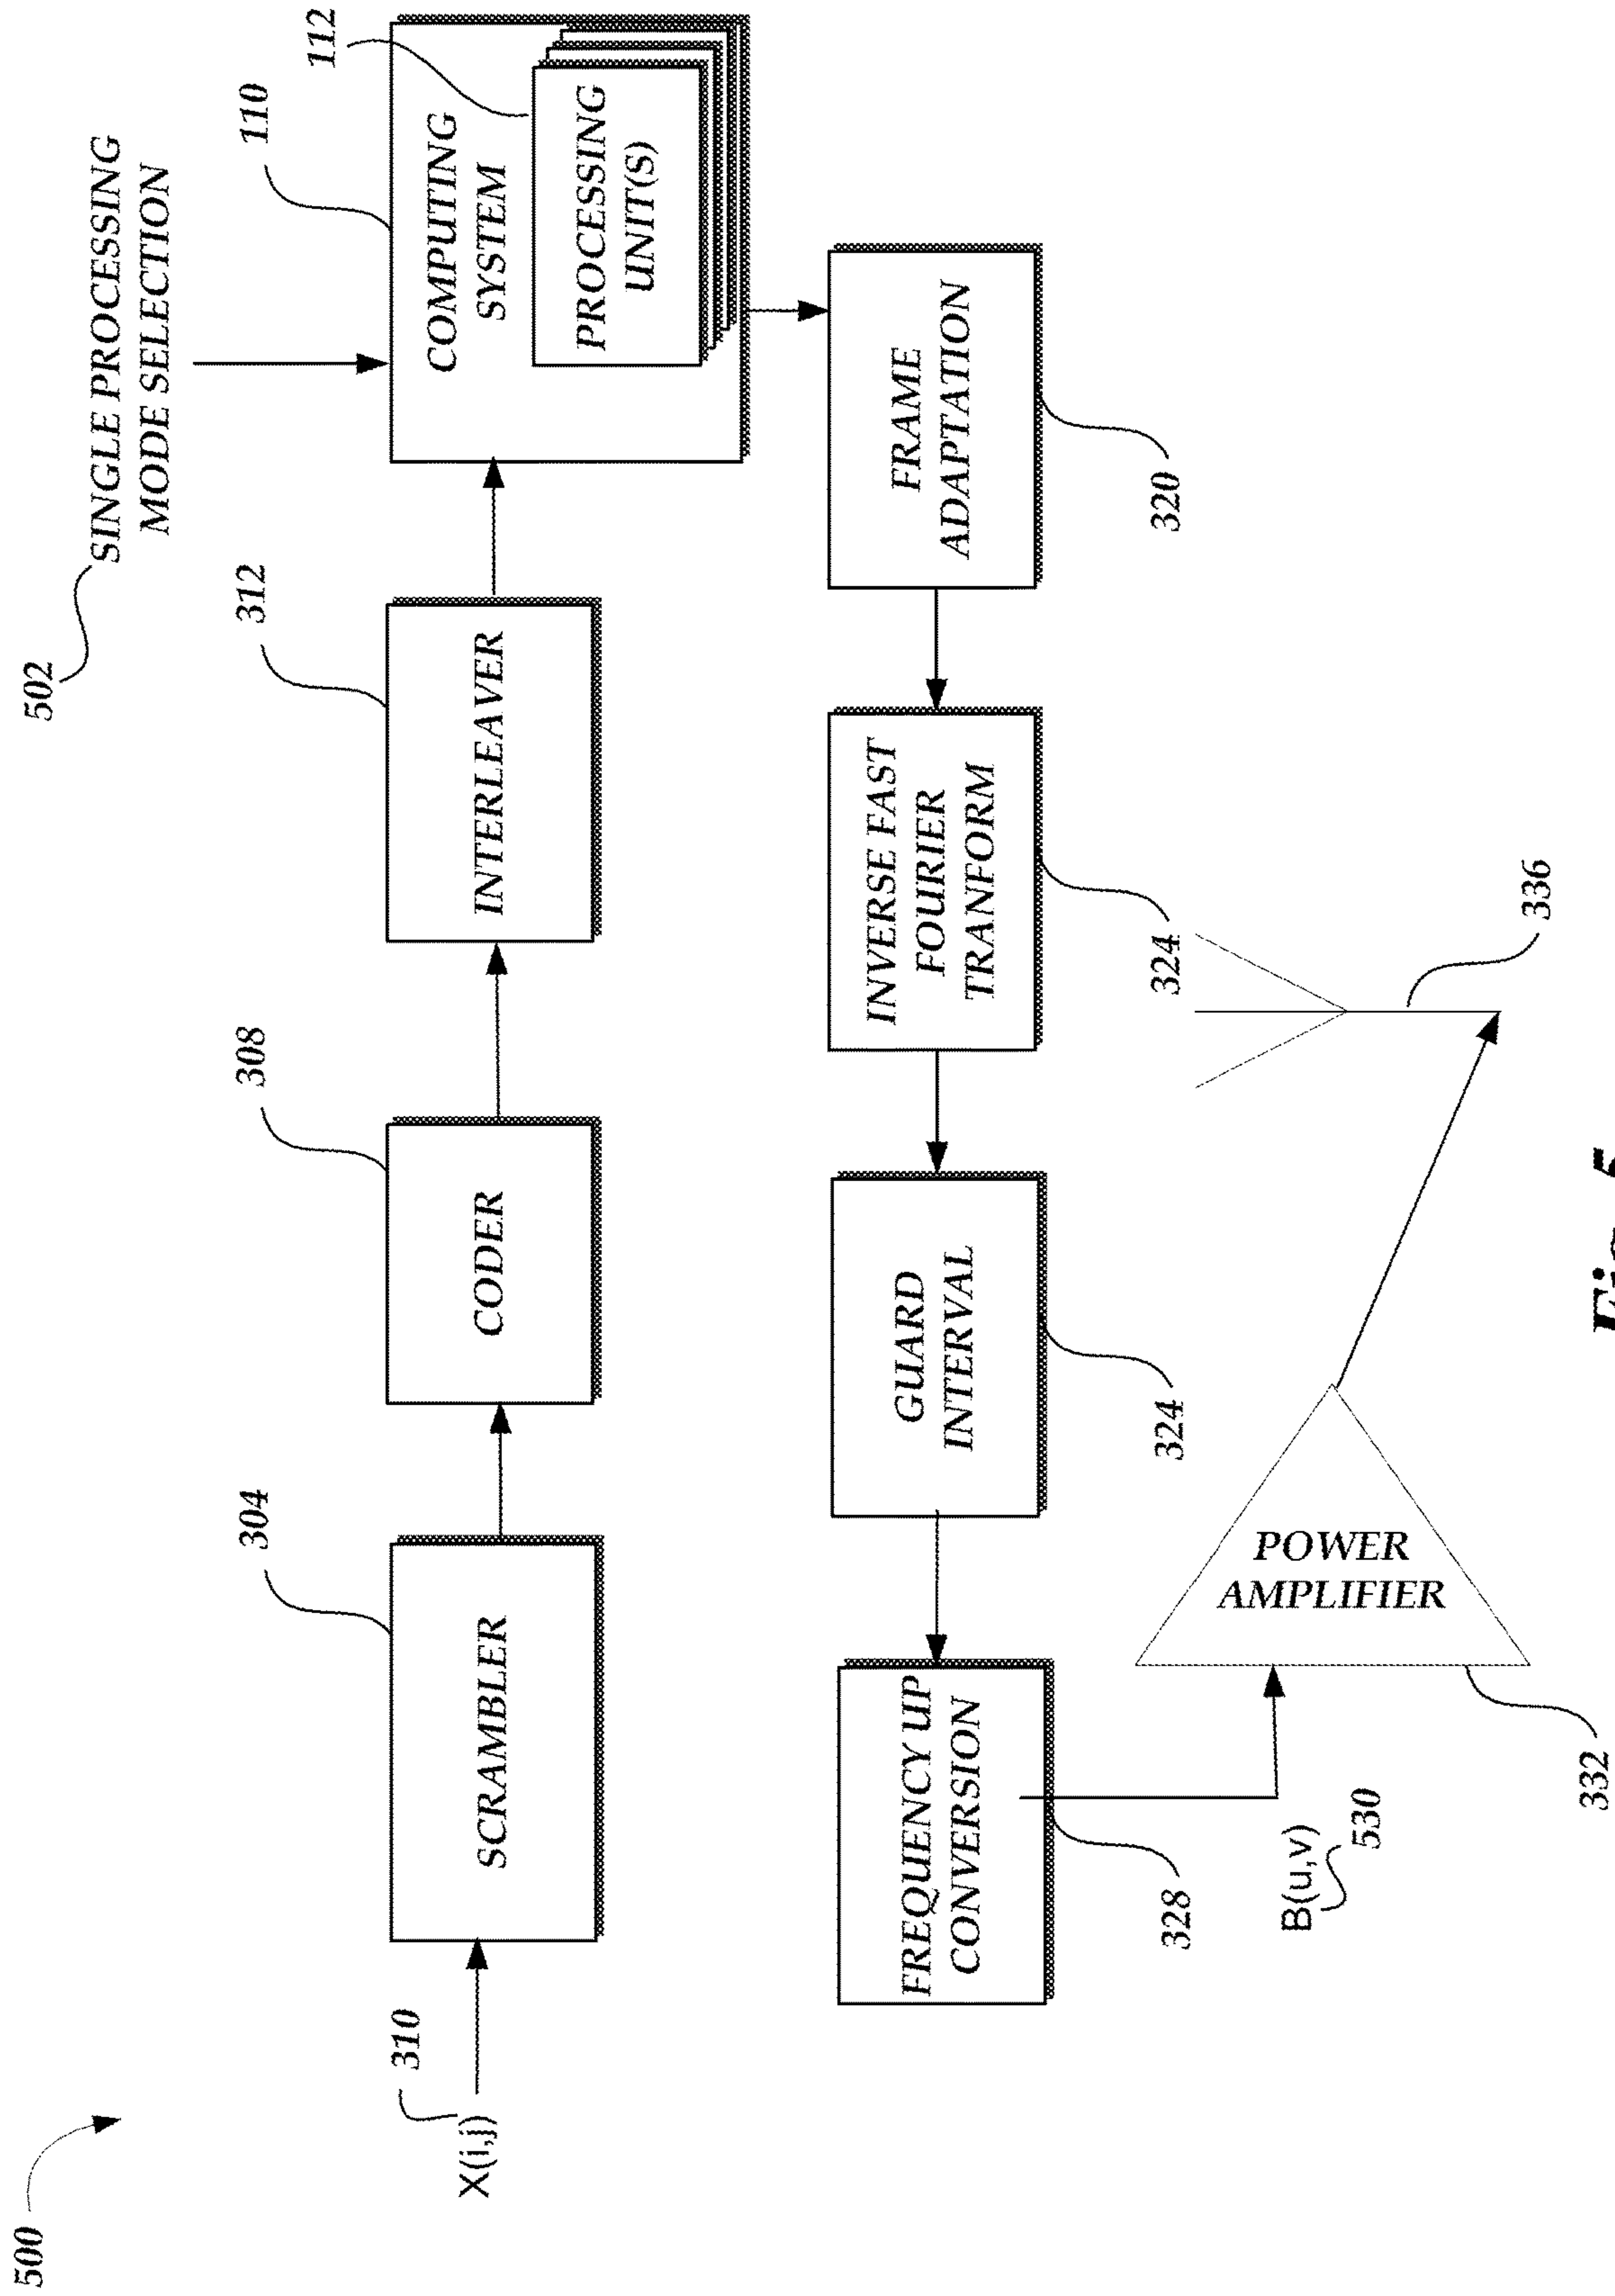 500
502
SINGLE PROCESSING
MODE SELECTION
X(i,j)
310
304
SCRAMBLER
308
CODER
312
INTERLEAVER
110
COMPUTING
SYSTEM
112
PROCESSING
UNIT(S)
FRAME
ADAPTATION
320
INVERSE FAST
FOURIER
TRANFORM
324
GUARD
INTERVAL
324
FREQUENCY UP
CONVERSION
328
B(u,v)
530
POWER
AMPLIFIER
332
336
Fig. 5